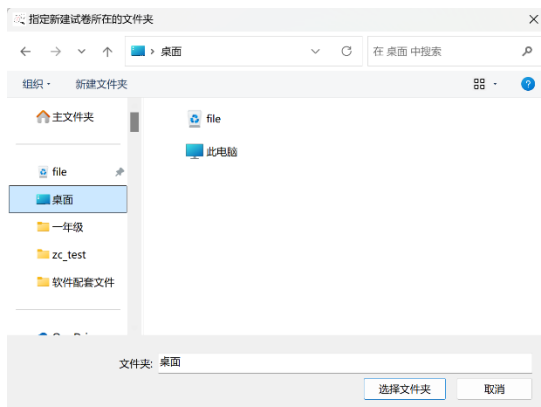 指定新建试卷所在的文件夹
桌面
在 桌面 中搜索
组织
新建文件夹
主文件夹
file
桌面
一年级
zc_test
软件配套文件
file
此电脑
文件夹: 桌面
选择文件夹
取消